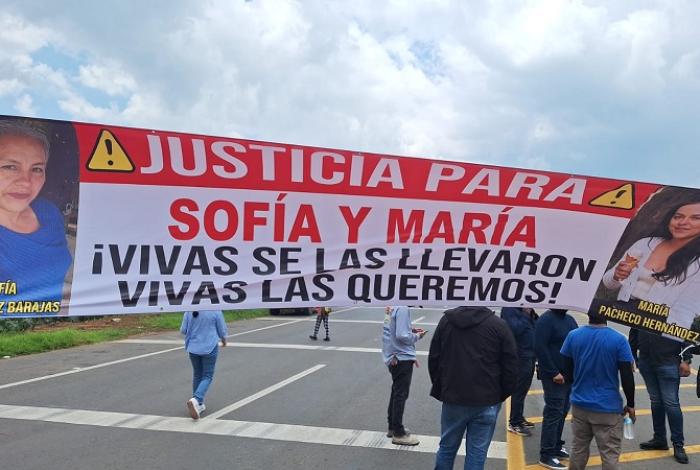 JUSTICIA PARA
SOFÍA Y MARÍA
¡VIVAS SE LAS LLEVARON
VIVAS LAS QUEREMOS!
FÍA
Z BARAJAS
MARÍA
PACHECO HERNÁNDEZ